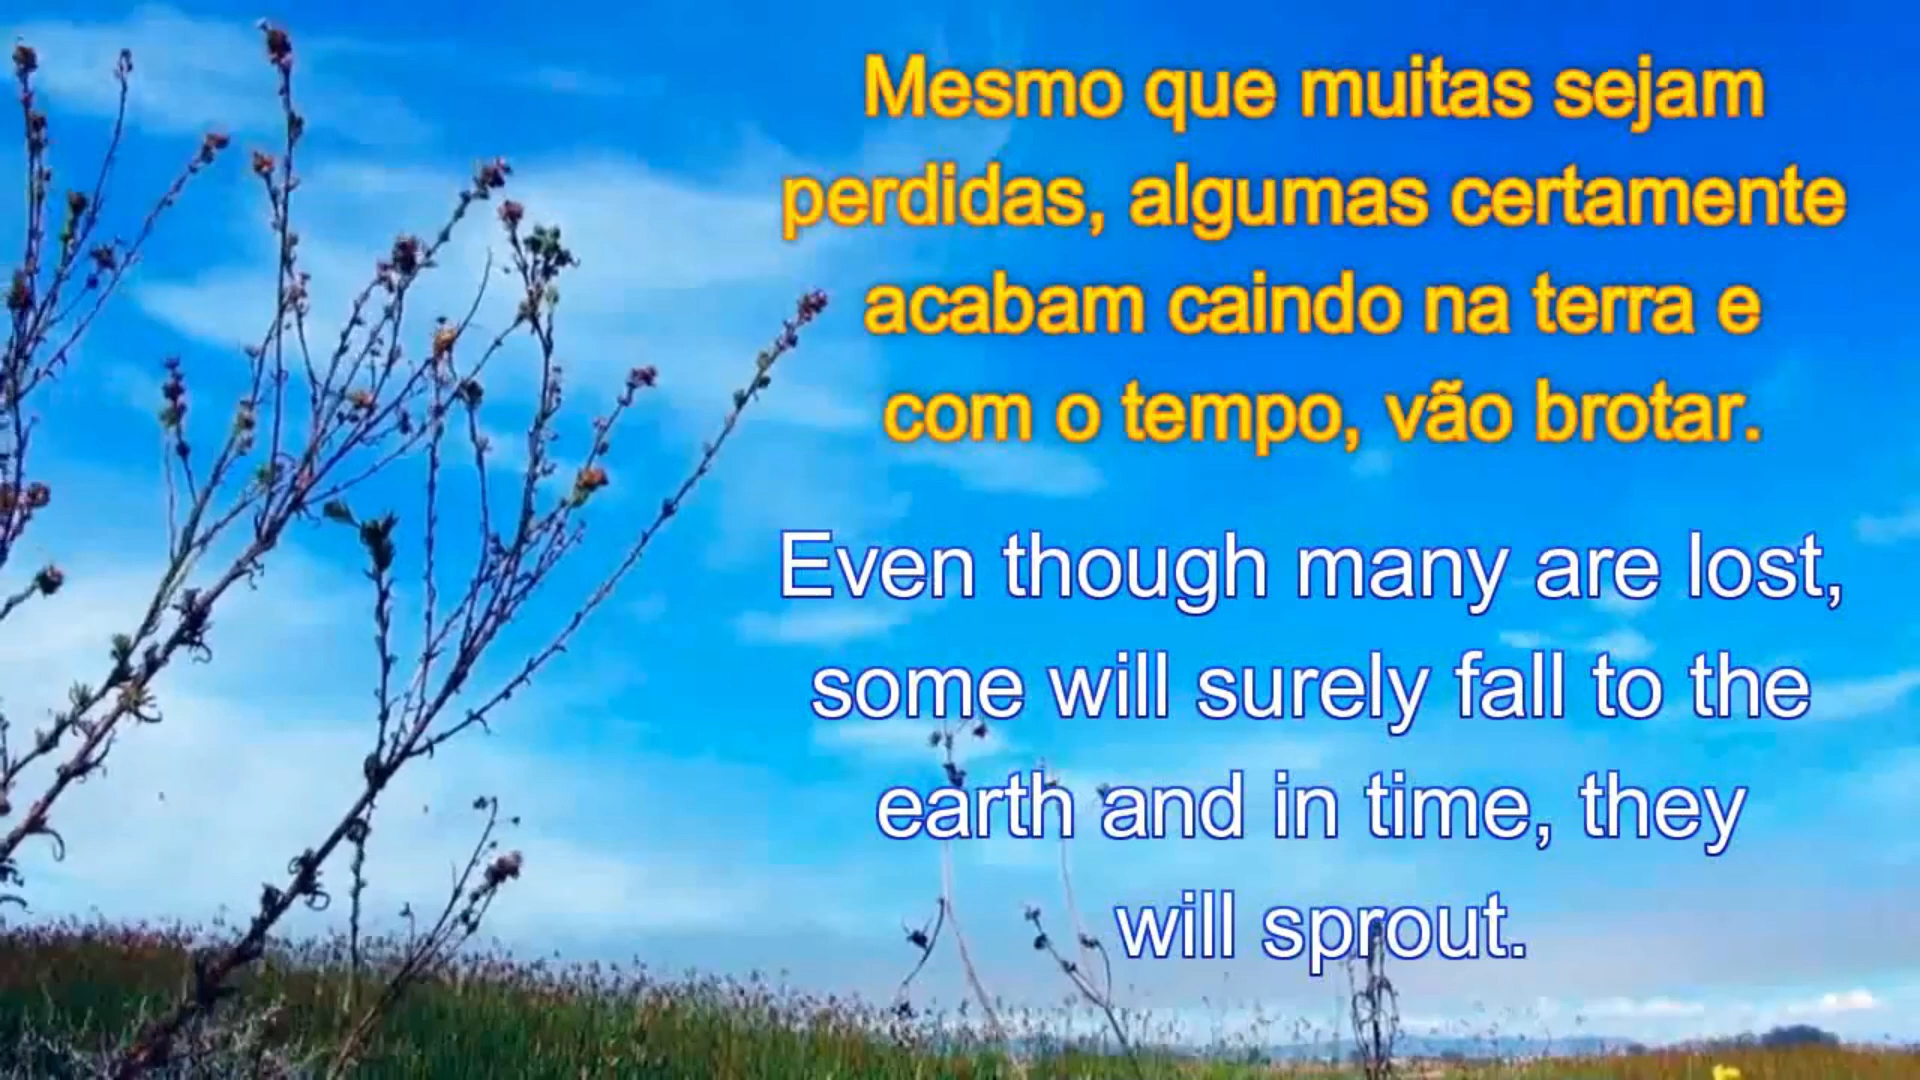 Mesmo que muitas sejam
perdidas, algumas certamente
acabam caindo na terra e
com o tempo, vão brotar.
Even though many are lost,
some will surely fall to the
earth and in time, they
will sprout.